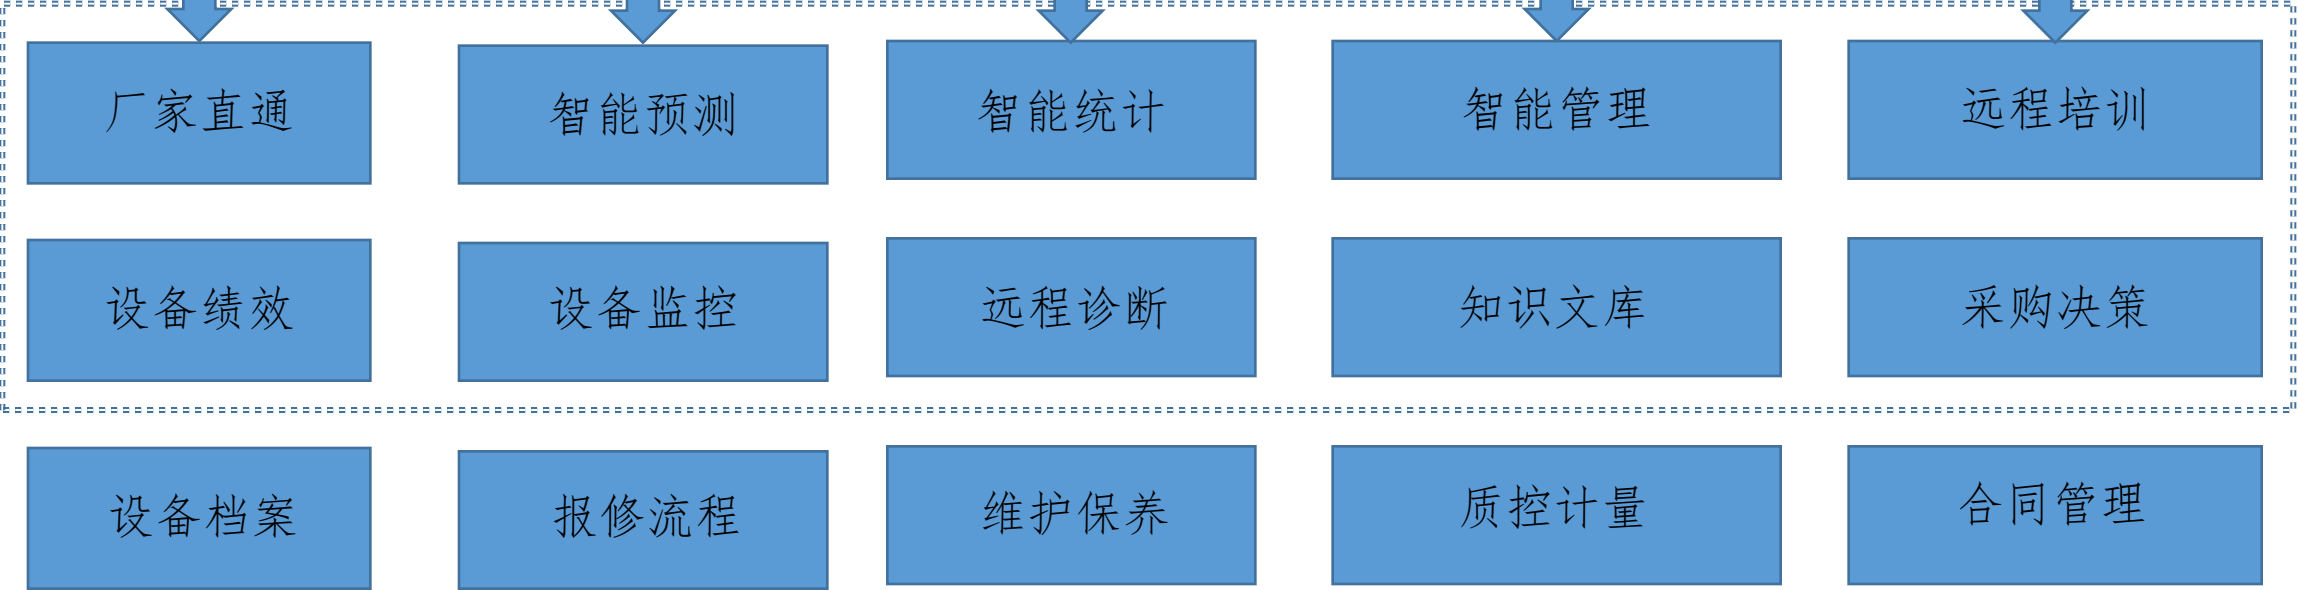 厂家直通
智能预测
智能统计
智能管理
远程培训
设备绩效
设备监控
远程诊断
知识文库
采购决策
设备档案
报修流程
维护保养
质控计量
合同管理